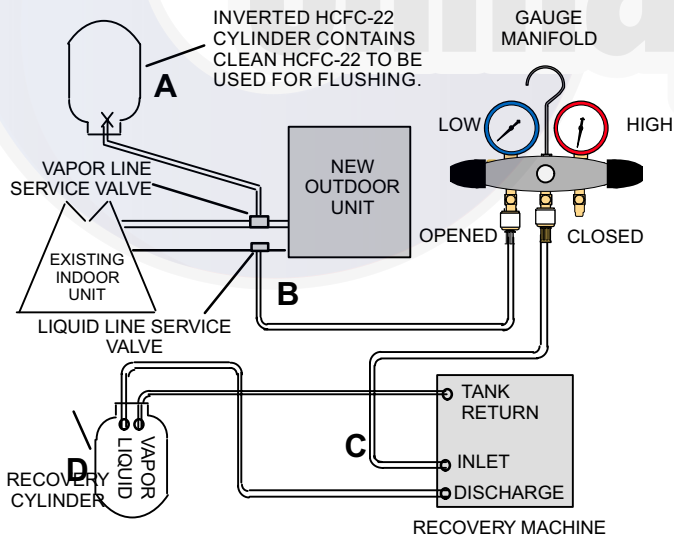 INVERTED HCFC-22
CYLINDER CONTAINS
CLEAN HCFC-22 TO BE
USED FOR FLUSHING.
GAUGE
MANIFOLD
A
LOW
HIGH
VAPOR LINE
SERVICE VALVE
NEW
OUTDOOR
UNIT
OPENED
CLOSED
EXISTING
INDOOR
UNIT
B
LIQUID LINE SERVICE
VALVE
TANK
RETURN
C
D
LIQUID
VAPOR
INLET
RECOVERY
CYLINDER
DISCHARGE
RECOVERY MACHINE